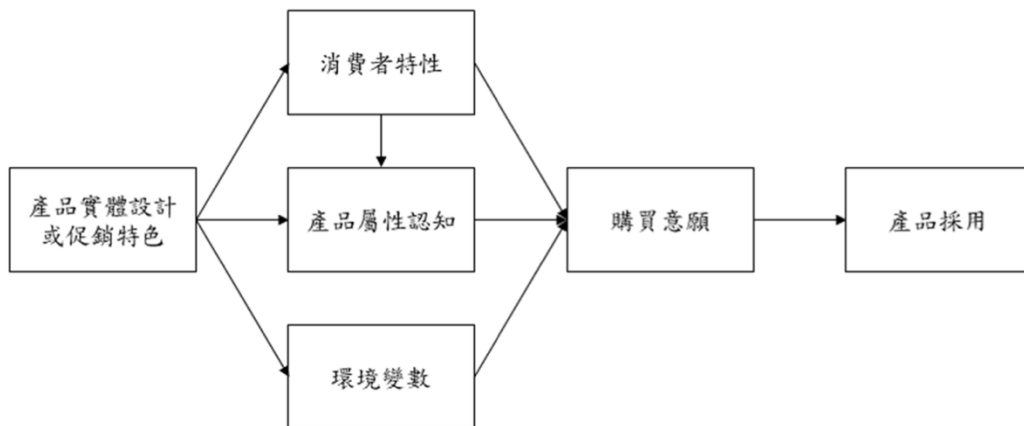 消費者特性
產品實體設計
或促銷特色
產品屬性認知
購買意願
產品採用
環境變數